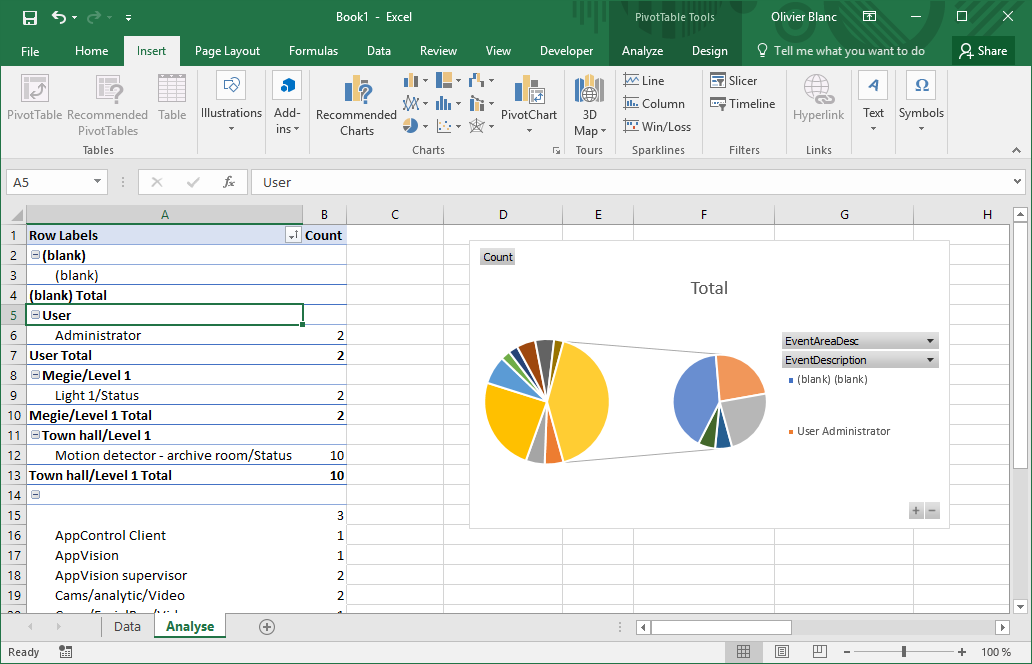 Book1 - Excel
PivotTable Tools
Olivier Blanc
File Home Insert Page Layout Formulas Data Review View Developer Analyze Design Tell me what you want to do Share
PivotTable
Recommended PivotTables
Table
Tables
Illustrations
Add-ins
Recommended Charts
PivotChart
Charts
3D Map
Tours
Line
Column
Win/Loss
Sparklines
Slicer
Timeline
Filters
Hyperlink
Links
Text
Symbols
A5 fx User
A B C D E F G H
1 Row Labels Count
2 (blank)
3 (blank)
4 (blank) Total
5 User
6 Administrator 2
7 User Total 2
8 Megie/Level 1
9 Light 1/Status 2
10 Megie/Level 1 Total 2
11 Town hall/Level 1
12 Motion detector - archive room/Status 10
13 Town hall/Level 1 Total 10
14
15 3
16 AppControl Client 1
17 AppVision 1
18 AppVision supervisor 2
19 Cams/analytic/Video 2
Count
Total
EventAreaDesc
EventDescription
(blank) (blank)
User Administrator
Data Analyse
Ready 100 %